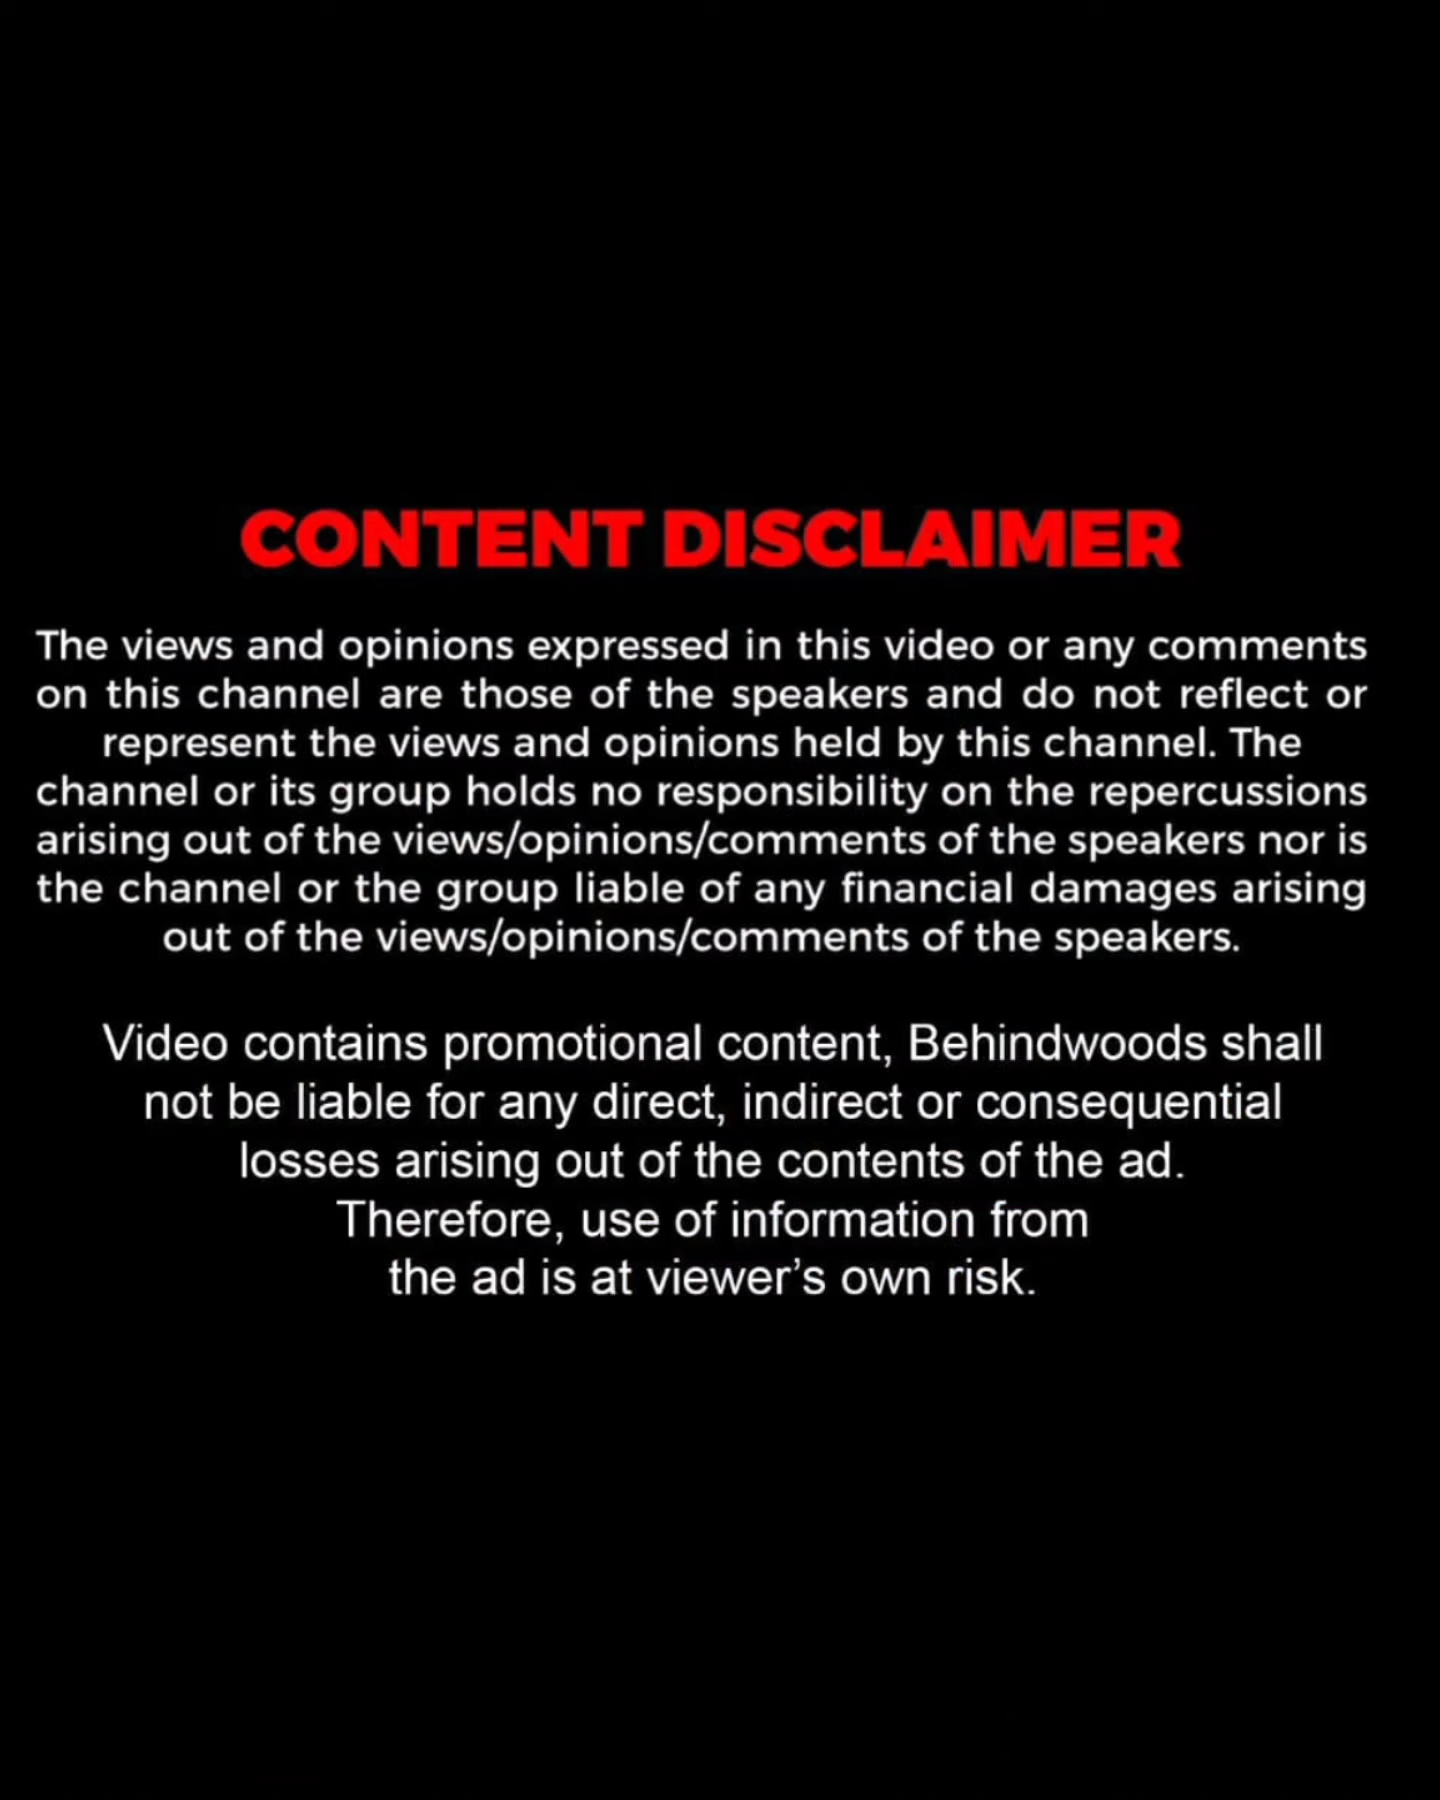 CONTENT DISCLAIMER
The views and opinions expressed in this video or any comments
on this channel are those of the speakers and do not reflect or
represent the views and opinions held by this channel. The
channel or its group holds no responsibility on the repercussions
arising out of the views/opinions/comments of the speakers nor is
the channel or the group liable of any financial damages arising
out of the views/opinions/comments of the speakers.
Video contains promotional content, Behindwoods shall
not be liable for any direct, indirect or consequential
losses arising out of the contents of the ad.
Therefore, use of information from
the ad is at viewer’s own risk.